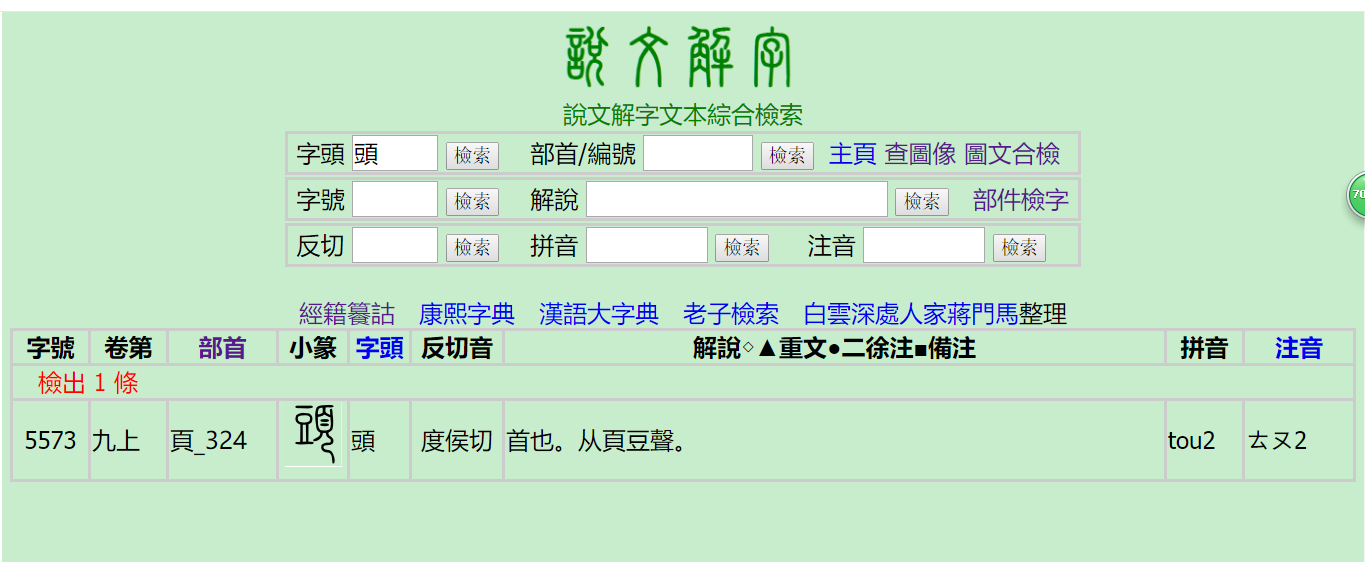 說文解字
說文解字文本綜合檢索
字頭 頭 檢索 部首/編號 檢索 主頁 查圖像 圖文合檢
字號 檢索 解說 檢索 部件檢字
反切 檢索 拼音 檢索 注音 檢索
經籍籑詁 康熙字典 漢語大字典 老子檢索 白雲深處人家蔣門馬整理
字號 卷第 部首 小篆 字頭 反切音 解說◇▲重文●二徐注■備注 拼音 注音
檢出 1 條
5573 九上 頁_324 頭 頭 度侯切 首也。从頁豆聲。 tou2 ㄊㄡ2
70